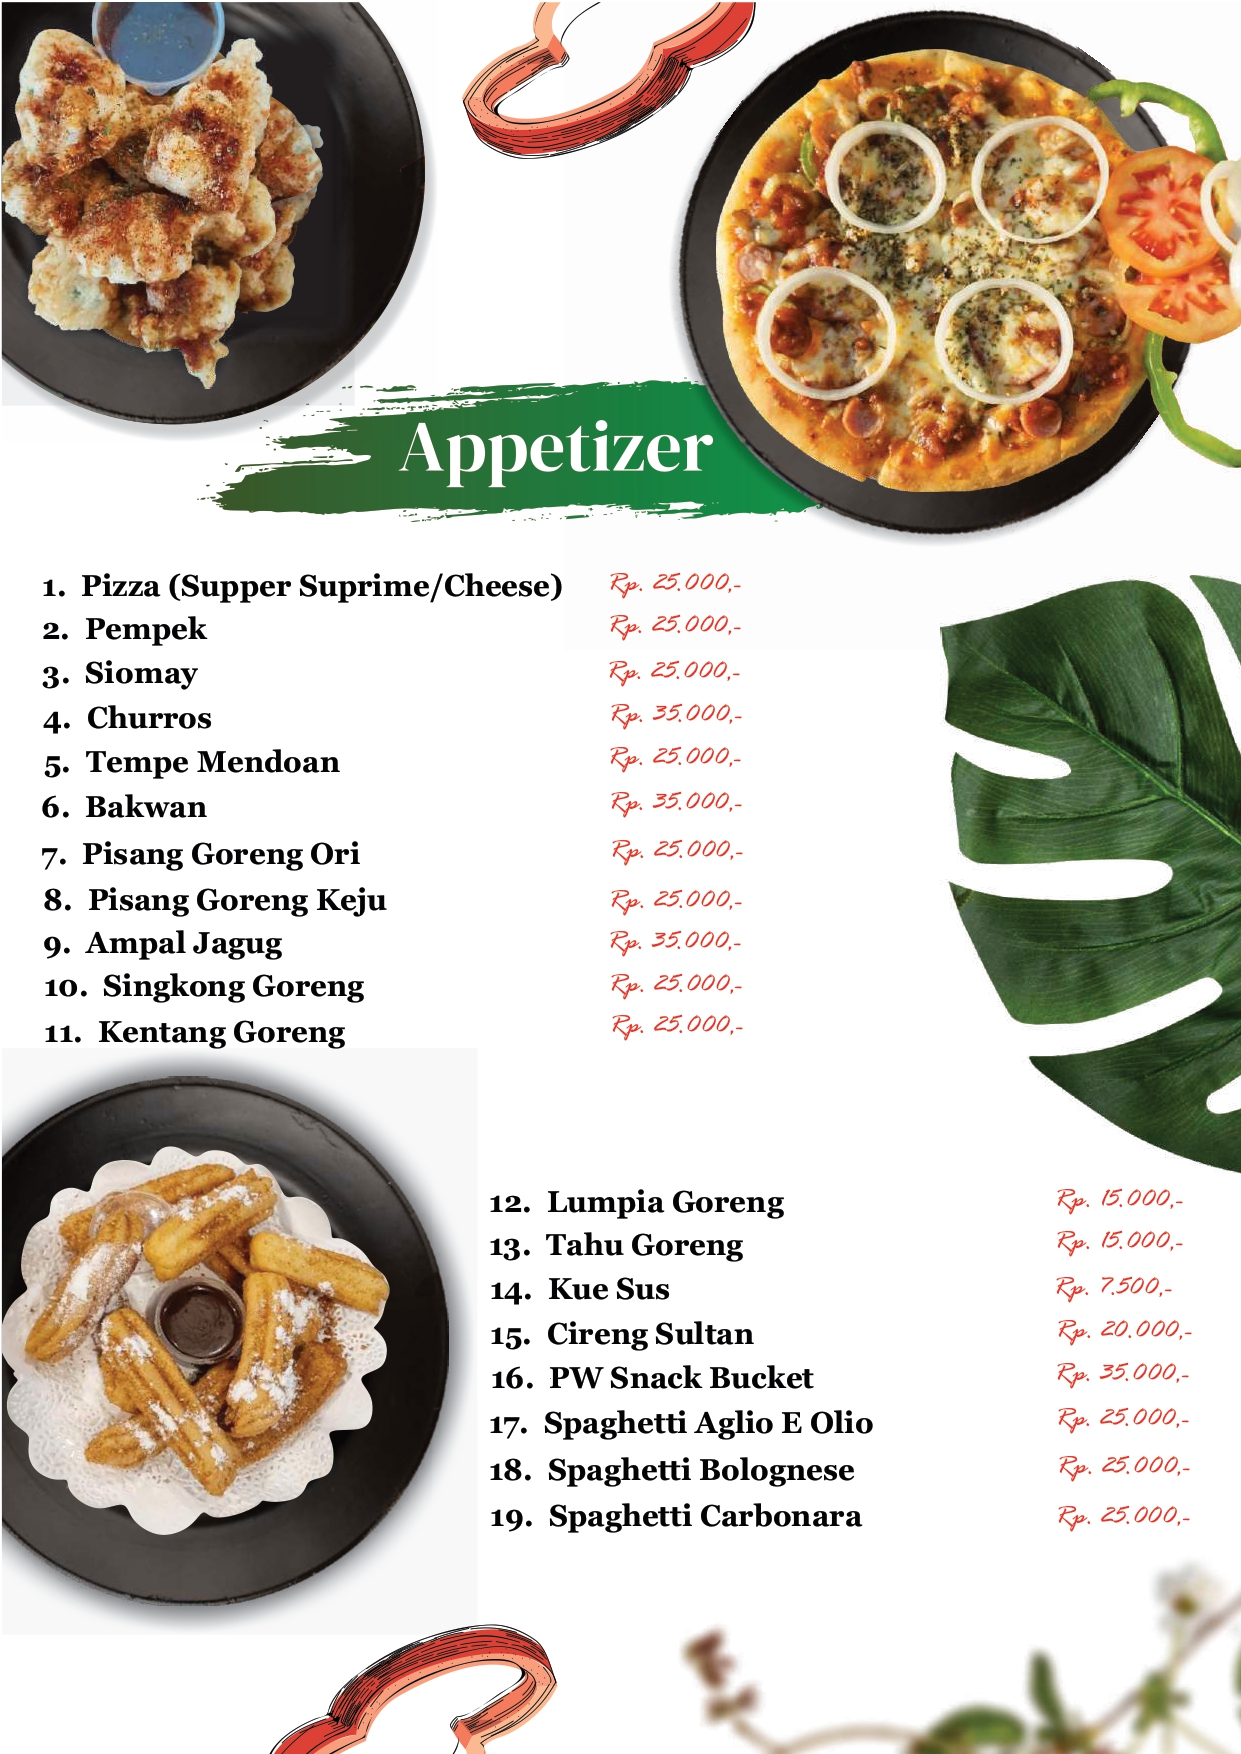 Appetizer
1. Pizza (Supper Suprime/Cheese) Rp. 25.000,-
2. Pempek Rp. 25.000,-
3. Siomay Rp. 25.000,-
4. Churros Rp. 35.000,-
5. Tempe Mendoan Rp. 25.000,-
6. Bakwan Rp. 35.000,-
7. Pisang Goreng Ori Rp. 25.000,-
8. Pisang Goreng Keju Rp. 25.000,-
9. Ampal Jagug Rp. 35.000,-
10. Singkong Goreng Rp. 25.000,-
11. Kentang Goreng Rp. 25.000,-
12. Lumpia Goreng Rp. 15.000,-
13. Tahu Goreng Rp. 15.000,-
14. Kue Sus Rp. 7.500,-
15. Cireng Sultan Rp. 20.000,-
16. PW Snack Bucket Rp. 35.000,-
17. Spaghetti Aglio E Olio Rp. 25.000,-
18. Spaghetti Bolognese Rp. 25.000,-
19. Spaghetti Carbonara Rp. 25.000,-